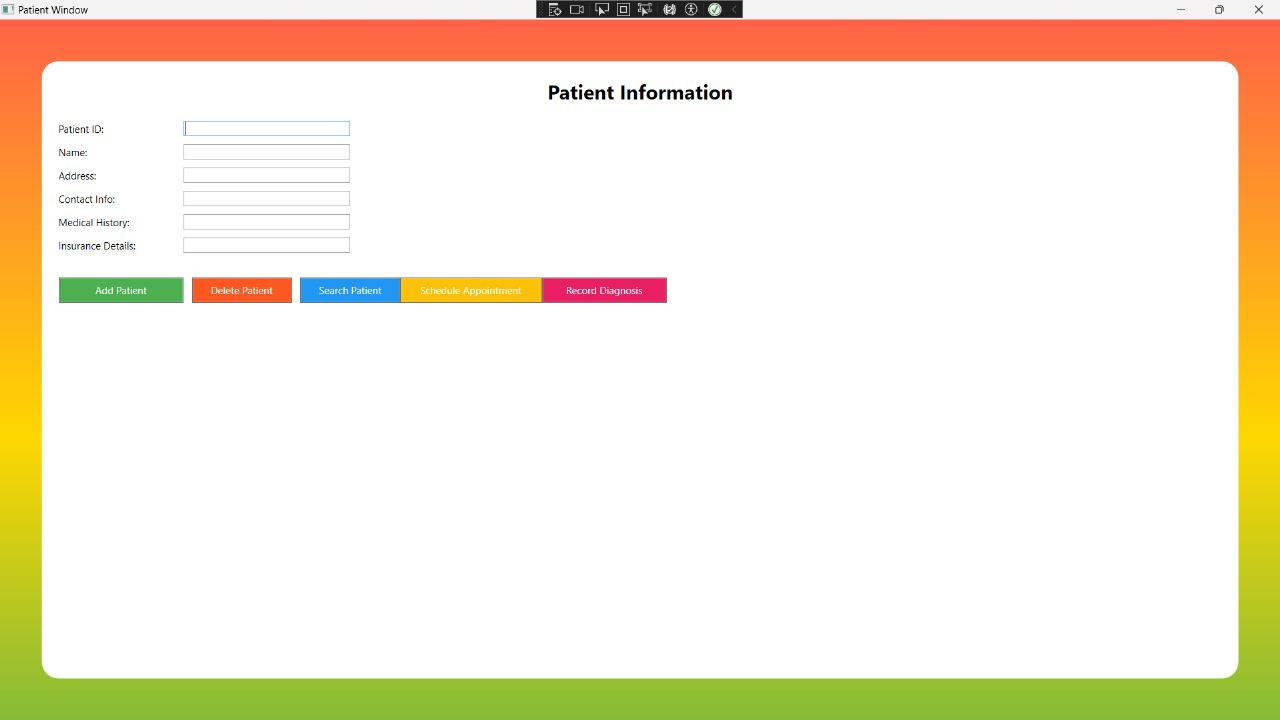 Patient Window
Patient Information
Patient ID:
Name:
Address:
Contact Info:
Medical History:
Insurance Details:
Add Patient Delete Patient Search Patient Schedule Appointment Record Diagnosis